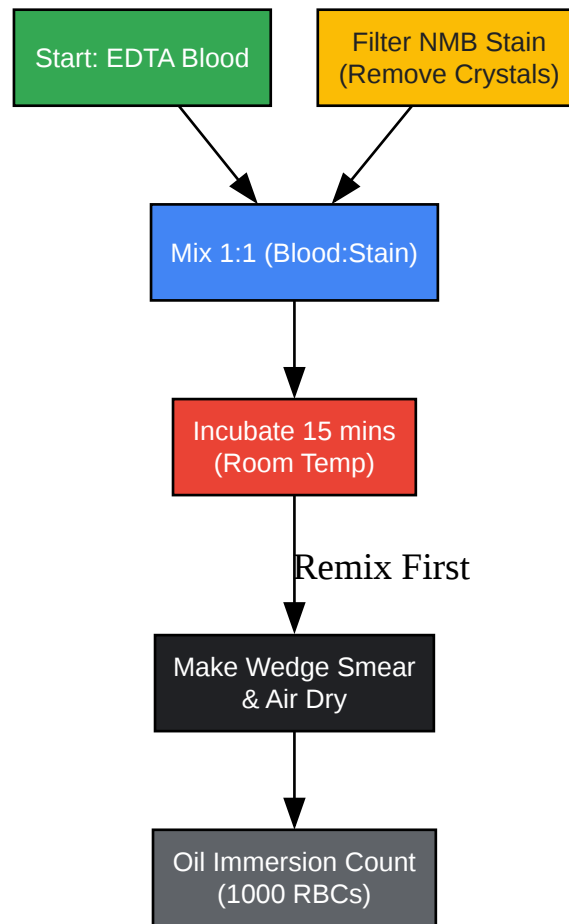 Start: EDTA Blood
Filter NMB Stain
(Remove Crystals)
Mix 1:1 (Blood:Stain)
Incubate 15 mins
(Room Temp)
Remix First
Make Wedge Smear
& Air Dry
Oil Immersion Count
(1000 RBCs)